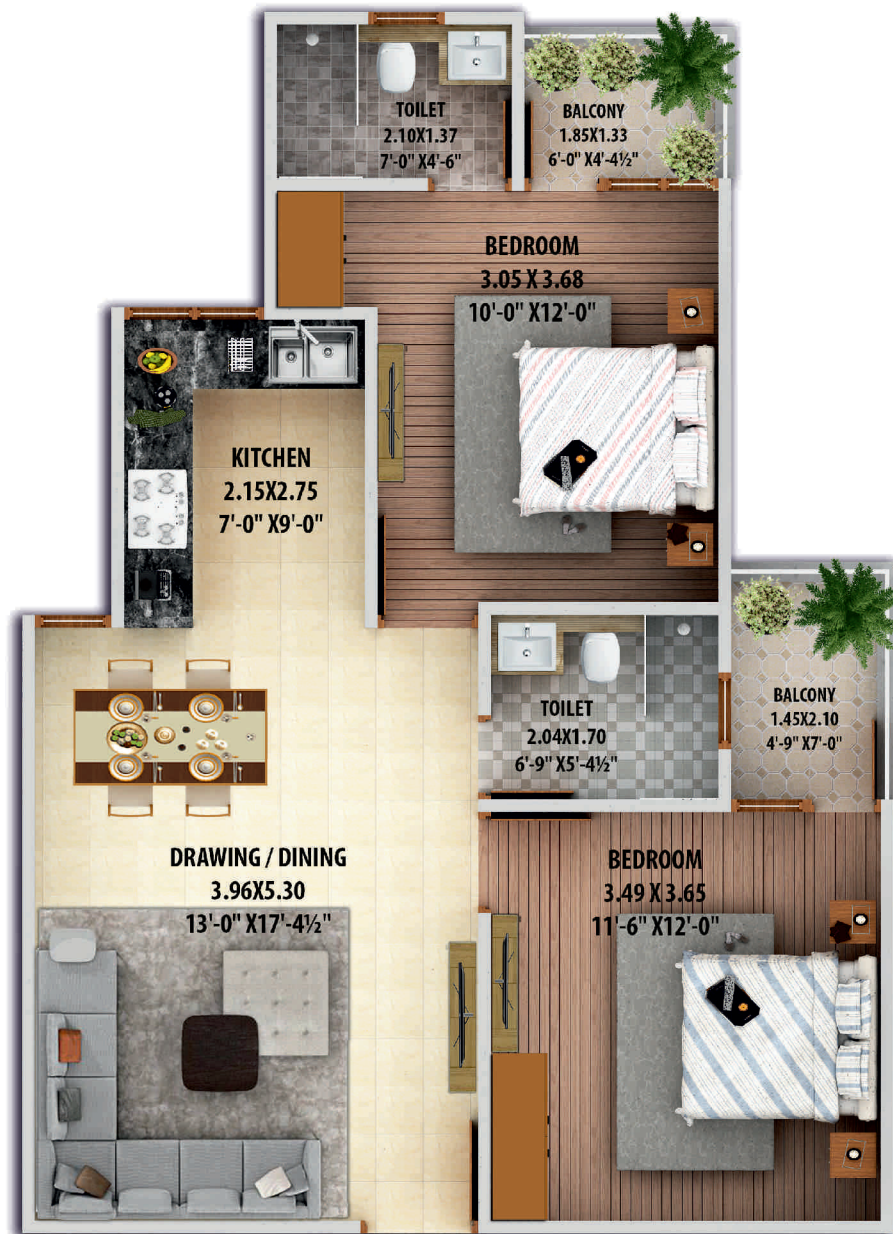 TOILET
2.10X1.37
7'-0" X4'-6"
BALCONY
1.85X1.33
6'-0" X4'-4½"
BEDROOM
3.05 X 3.68
10'-0" X12'-0"
KITCHEN
2.15X2.75
7'-0" X9'-0"
TOILET
2.04X1.70
6'-9" X5'-4½"
BALCONY
1.45X2.10
4'-9" X7'-0"
DRAWING / DINING
3.96X5.30
13'-0" X17'-4½"
BEDROOM
3.49 X 3.65
11'-6" X12'-0"